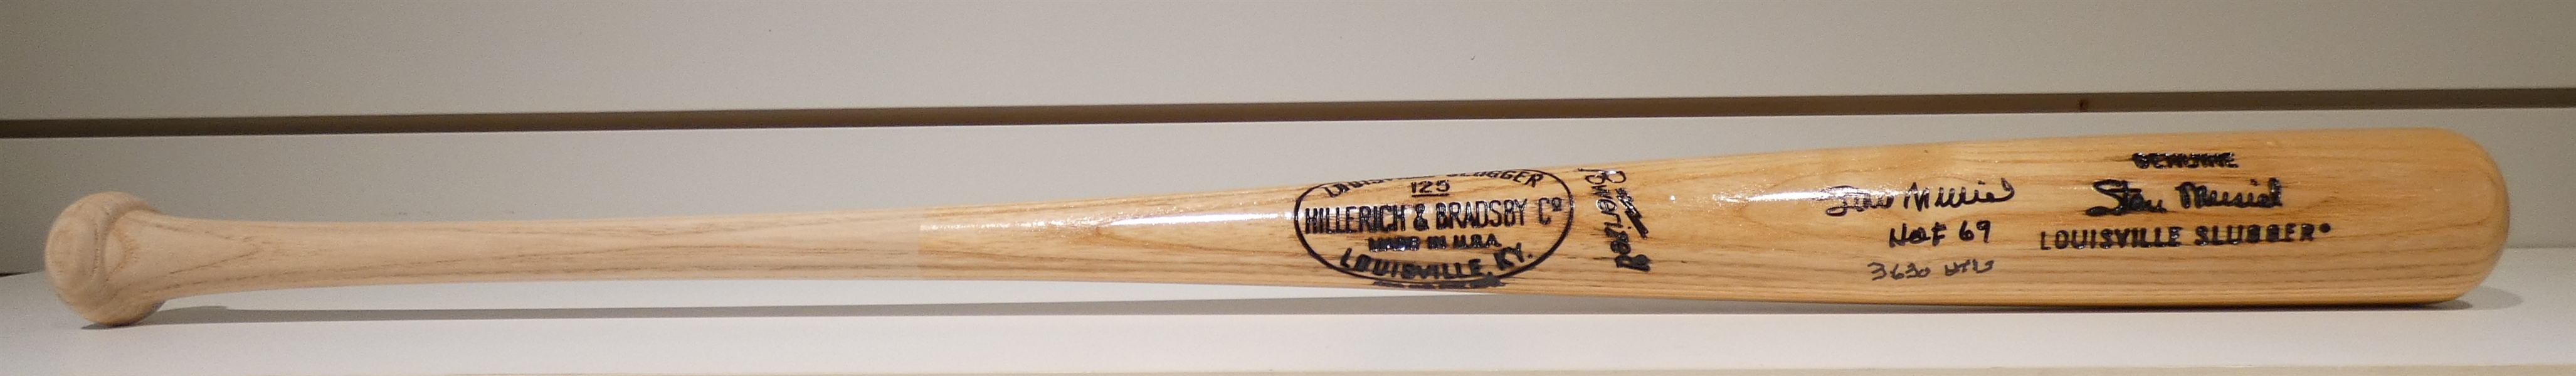 LOUISVILLE SLUGGER
125
HILLERICH & BRADSBY Cº
MADE IN U.S.A.
LOUISVILLE, KY.
Powerized
Stan Musial
HOF 69
3630 HITS
GENUINE
Stan Musial
LOUISVILLE SLUGGER®